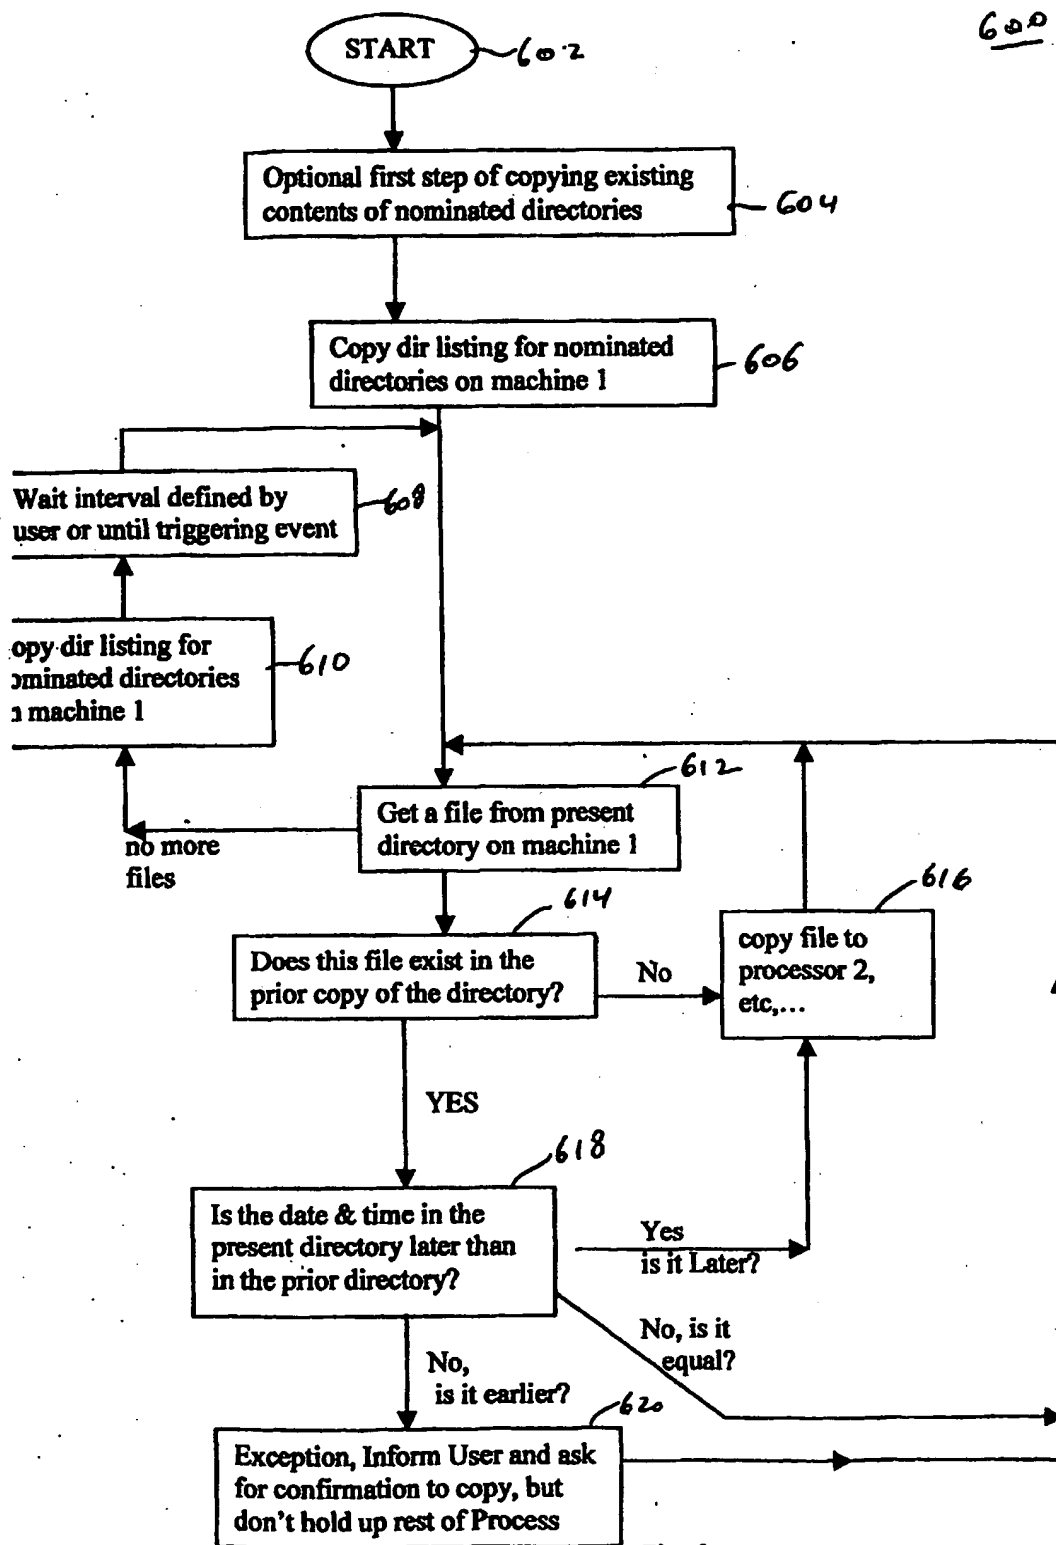 600
START
602
Optional first step of copying existing
contents of nominated directories
604
Copy dir listing for nominated
directories on machine 1
606
Wait interval defined by
user or until triggering event
608
opy dir listing for
ominated directories
n machine 1
610
612
Get a file from present
directory on machine 1
no more
files
614
Does this file exist in the
prior copy of the directory?
No
616
copy file to
processor 2,
etc,...
YES
618
Is the date & time in the
present directory later than
in the prior directory?
Yes
is it Later?
No, is it
equal?
No,
is it earlier?
620
Exception, Inform User and ask
for confirmation to copy, but
don't hold up rest of Process